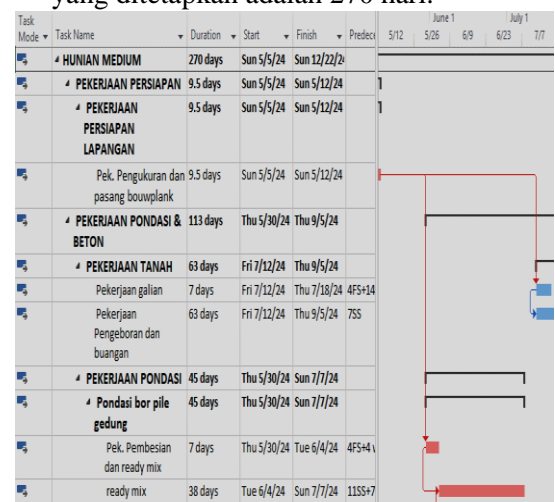 yang ditetapkan adalah 270 hari.
Task
Mode Task Name Duration Start Finish Predece
June 1 July 1
5/12 5/26 6/9 6/23 7/7
HUNIAN MEDIUM 270 days Sun 5/5/24 Sun 12/22/24
PEKERJAAN PERSIAPAN 9.5 days Sun 5/5/24 Sun 5/12/24
PEKERJAAN 9.5 days Sun 5/5/24 Sun 5/12/24
PERSIAPAN
LAPANGAN
Pek. Pengukuran dan 9.5 days Sun 5/5/24 Sun 5/12/24
pasang bouwplank
PEKERJAAN PONDASI & 113 days Thu 5/30/24 Thu 9/5/24
BETON
PEKERJAAN TANAH 63 days Fri 7/12/24 Thu 9/5/24
Pekerjaan galian 7 days Fri 7/12/24 Thu 7/18/24 4FS+14
Pekerjaan 63 days Fri 7/12/24 Thu 9/5/24 7SS
Pengeboran dan
buangan
PEKERJAAN PONDASI 45 days Thu 5/30/24 Sun 7/7/24
Pondasi bor pile 45 days Thu 5/30/24 Sun 7/7/24
gedung
Pek. Pembesian 7 days Thu 5/30/24 Tue 6/4/24 4FS+4
dan ready mix
ready mix 38 days Tue 6/4/24 Sun 7/7/24 11SS+7